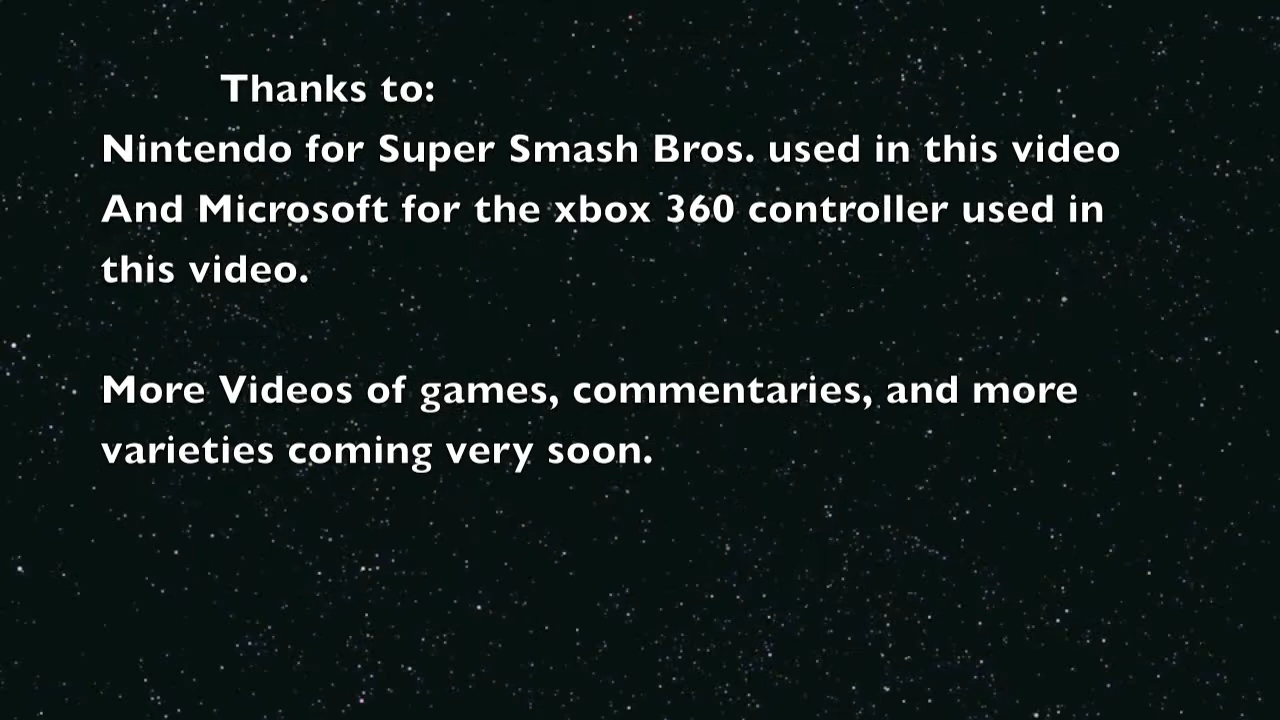 Thanks to:
Nintendo for Super Smash Bros. used in this video
And Microsoft for the xbox 360 controller used in
this video.
More Videos of games, commentaries, and more
varieties coming very soon.